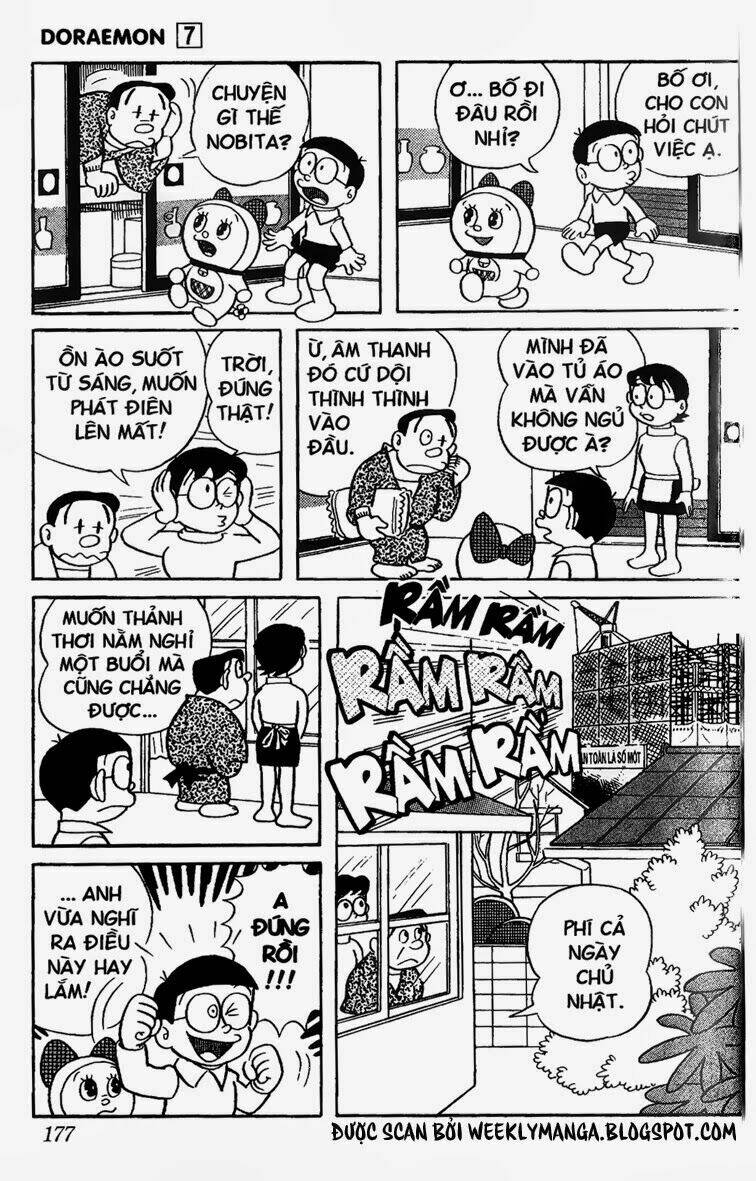 DORAEMON 7
BỐ ƠI,
CHO CON
HỎI CHÚT
VIỆC Ạ.
Ơ... BỐ ĐI
ĐÂU RỒI
NHỈ?
CHUYỆN
GÌ THẾ
NOBITA?
MÌNH ĐÃ
VÀO TỦ ÁO
MÀ VẪN
KHÔNG NGỦ
ĐƯỢC À?
Ừ, ÂM THANH
ĐÓ CỨ DỘI
THÌNH THÌNH
VÀO
ĐẦU.
TRỜI,
ĐÚNG
THẬT!
ỒN ÀO SUỐT
TỪ SÁNG, MUỐN
PHÁT ĐIÊN
LÊN MẤT!
RẦM RẦM
RẬM RẬM
RẦM RẦM
AN TOÀN LÀ SỐ MỘT
PHÍ CẢ
NGÀY
CHỦ
NHẬT.
MUỐN THẢNH
THƠI NẰM NGHỈ
MỘT BUỔI MÀ
CŨNG CHẲNG
ĐƯỢC...
A
ĐÚNG
RỒI
!!!
... ANH
VỪA NGHĨ
RA ĐIỀU
NÀY HAY
LẮM!
177
ĐƯỢC SCAN BỞI WEEKLYMANGA.BLOGSPOT.COM